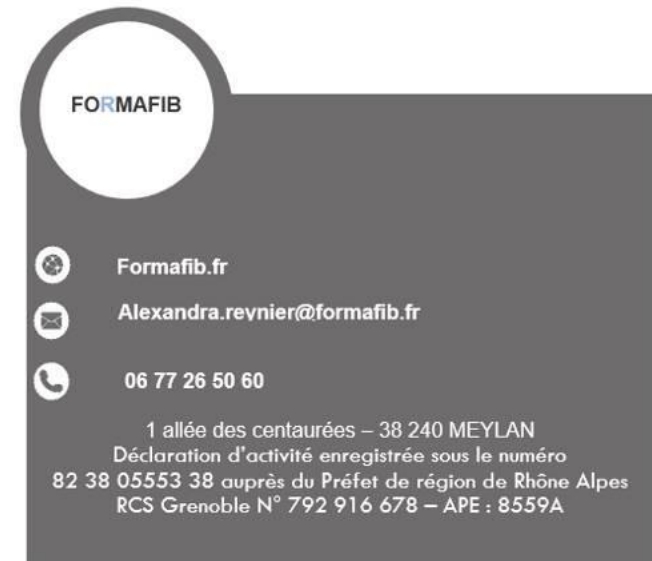 FORMAFIB
Formafib.fr
Alexandra.reynier@formafib.fr
06 77 26 50 60
1 allée des centaurées – 38 240 MEYLAN
Déclaration d'activité enregistrée sous le numéro
82 38 05553 38 auprès du Préfet de région de Rhône Alpes
RCS Grenoble N° 792 916 678 – APE : 8559A